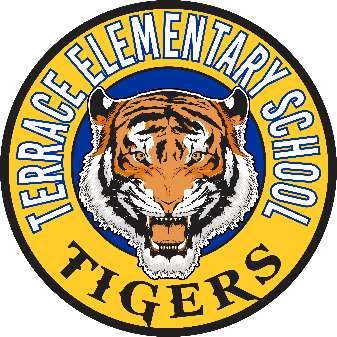 TERRACE ELEMENTARY SCHOOL
TIGERS